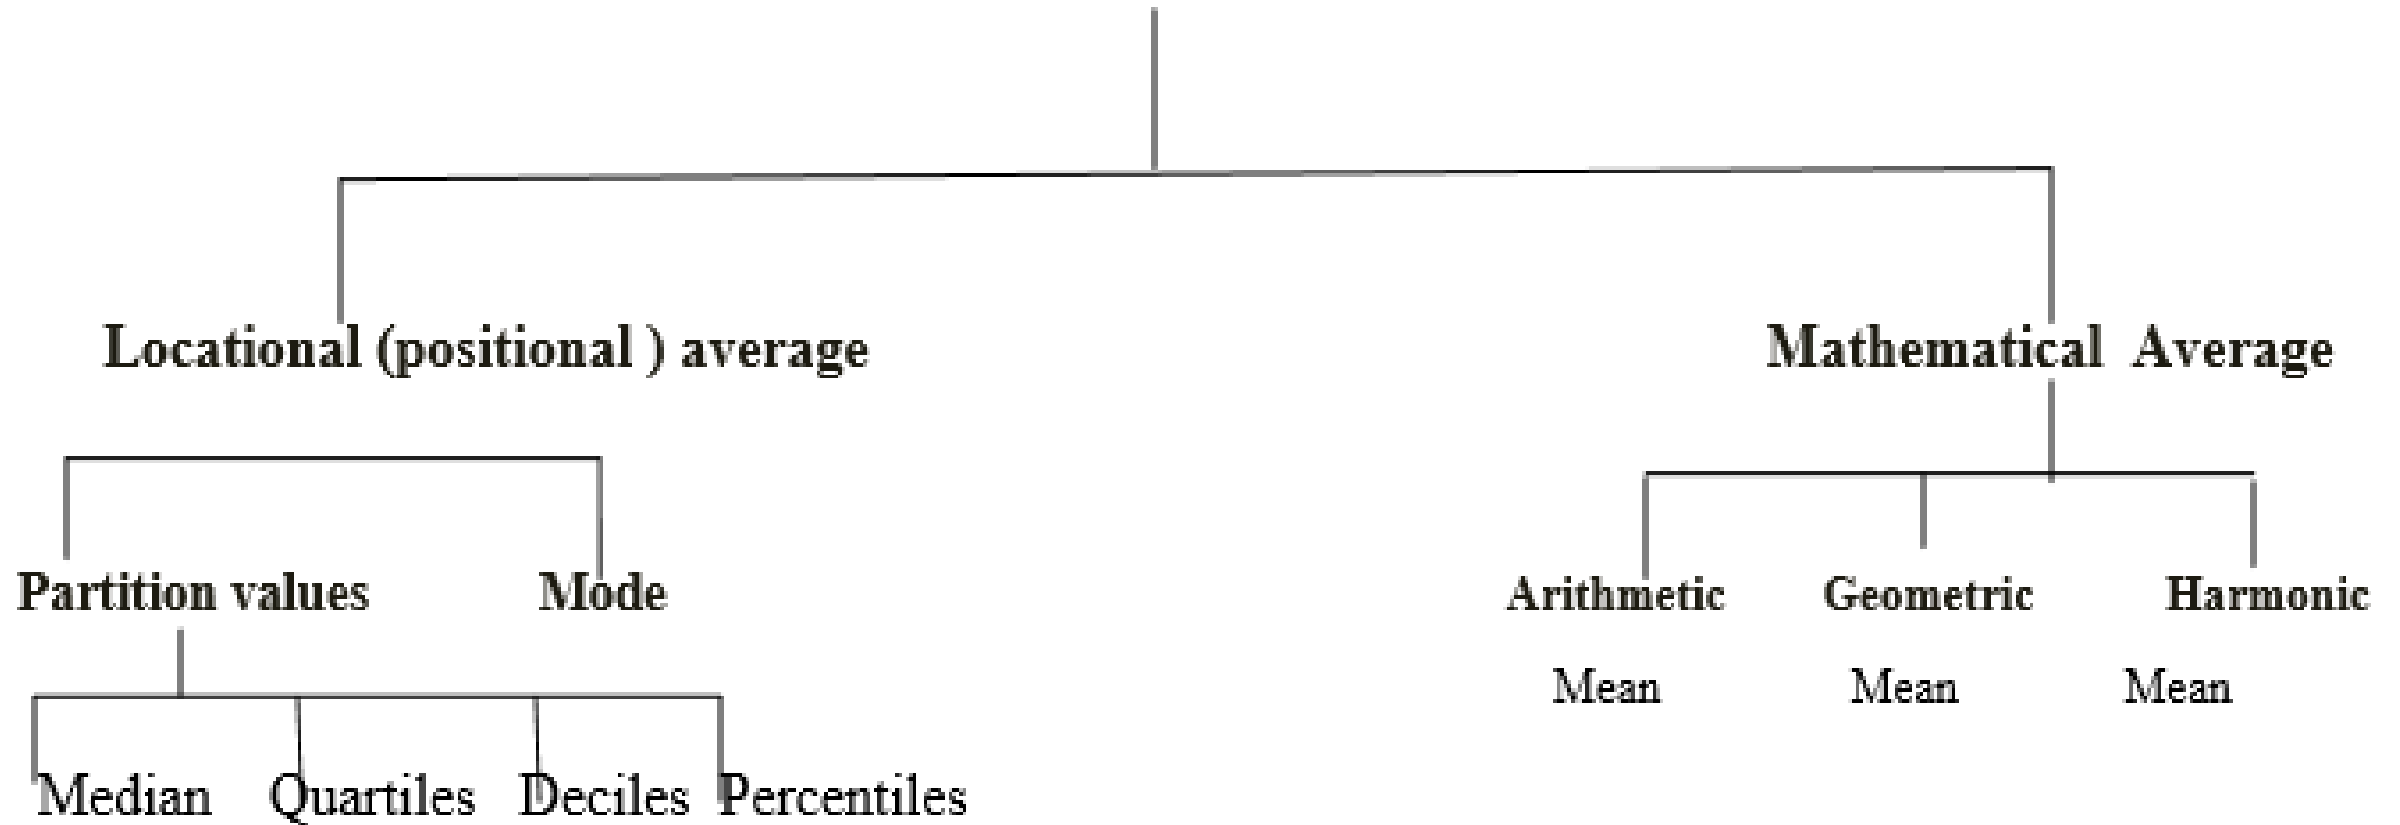 Locational (positional ) average
Mathematical Average
Partition values
Mode
Arithmetic
Mean
Geometric
Mean
Harmonic
Mean
Median
Quartiles
Deciles
Percentiles